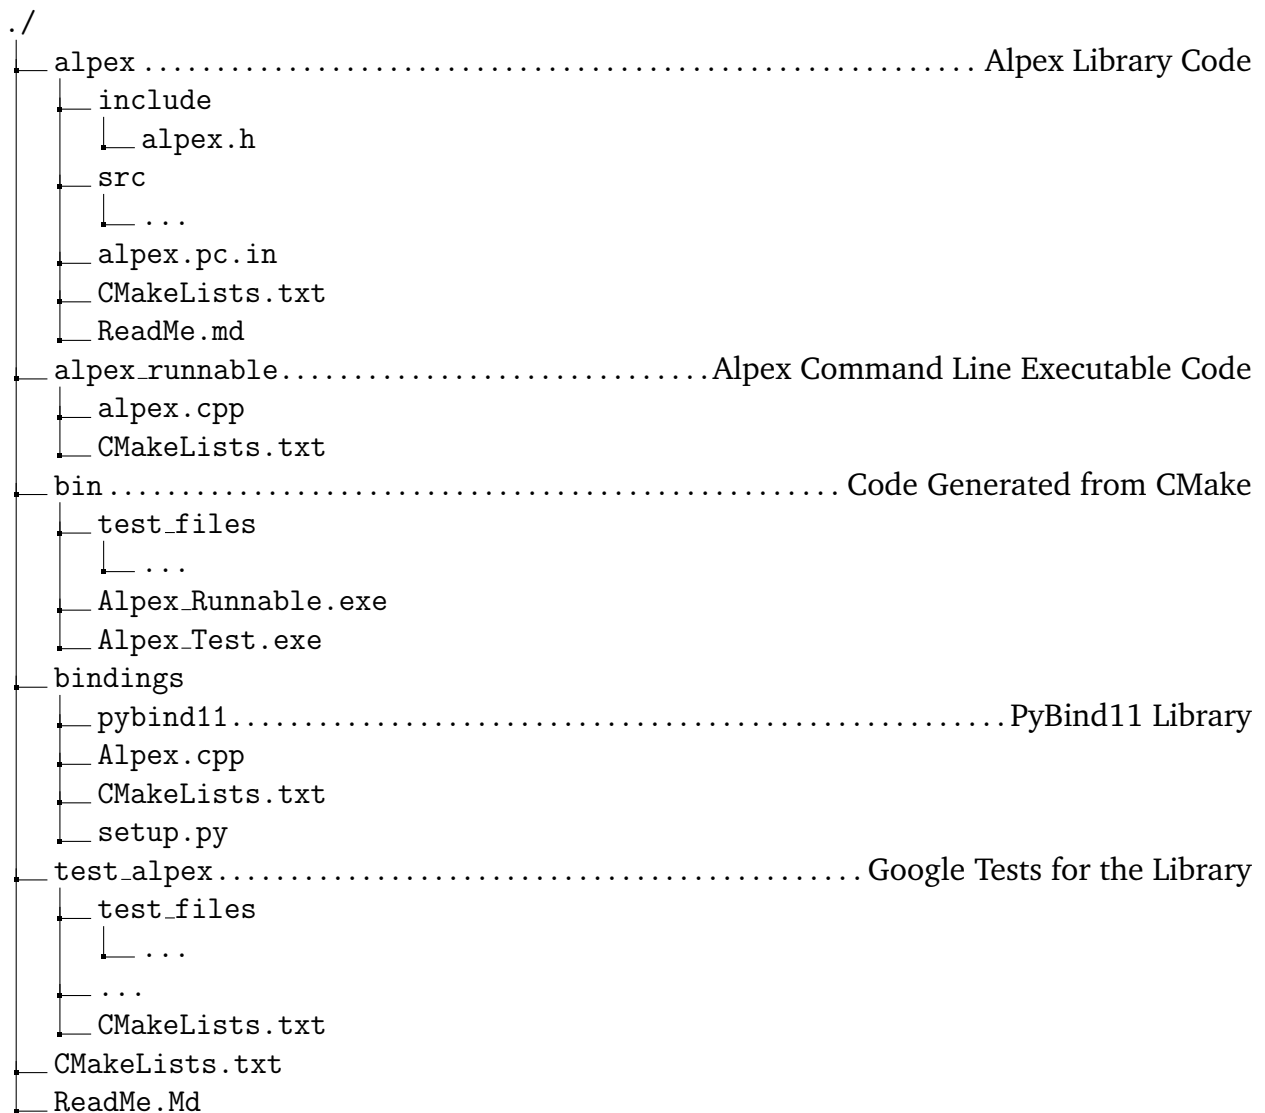 ./
alpex ........................................................... Alpex Library Code
include
alpex.h
src
...
alpex.pc.in
CMakeLists.txt
ReadMe.md
alpex_runnable..............................Alpex Command Line Executable Code
alpex.cpp
CMakeLists.txt
bin ................................................... Code Generated from CMake
test_files
...
Alpex_Runnable.exe
Alpex_Test.exe
bindings
pybind11......................................................PyBind11 Library
Alpex.cpp
CMakeLists.txt
setup.py
test_alpex.............................................Google Tests for the Library
test_files
...
...
CMakeLists.txt
CMakeLists.txt
ReadMe.Md